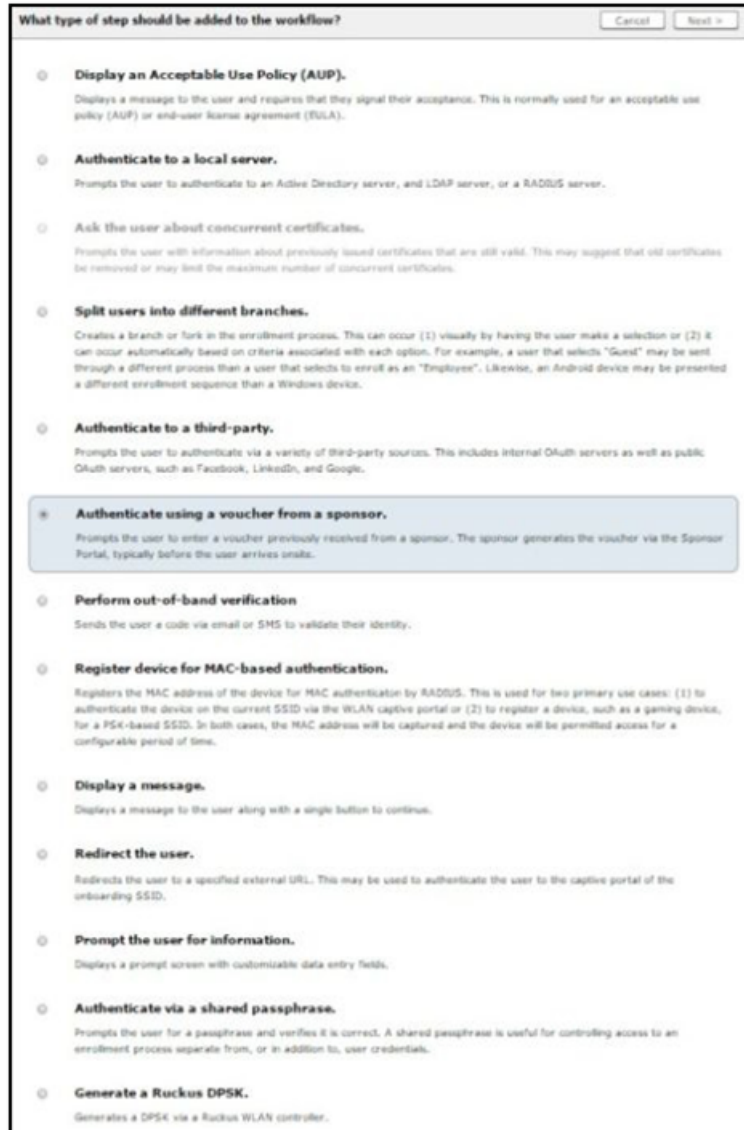 What type of step should be added to the workflow?
Cancel
Next >
Display an Acceptable Use Policy (AUP).
Displays a message to the user and requires that they signal their acceptance. This is normally used for an acceptable use
policy (AUP) or end-user license agreement (EULA).
Authenticate to a local server.
Prompts the user to authenticate to an Active Directory server, and LDAP server, or a RADIUS server.
Ask the user about concurrent certificates.
Prompts the user with information about previously issued certificates that are still valid. This may suggest that old certificates
be removed or may limit the maximum number of concurrent certificates.
Split users into different branches.
Creates a branch or fork in the enrollment process. This can occur (1) visually by having the user make a selection or (2) it
can occur automatically based on criteria associated with each option. For example, a user that selects "Guest" may be sent
through a different process than a user that selects to enroll as an "Employee". Likewise, an Android device may be presented
a different enrollment sequence than a Windows device.
Authenticate to a third-party.
Prompts the user to authenticate via a variety of third-party sources. This includes internal OAuth servers as well as public
OAuth servers, such as Facebook, LinkedIn, and Google.
Authenticate using a voucher from a sponsor.
Prompts the user to enter a voucher previously received from a sponsor. The sponsor generates the voucher via the Sponsor
Portal, typically before the user arrives onsite.
Perform out-of-band verification
Sends the user a code via email or SMS to validate their identity.
Register device for MAC-based authentication.
Registers the MAC address of the device for MAC authenticaton by RADIUS. This is used for two primary use cases: (1) to
authenticate the device on the current SSID via the WLAN captive portal or (2) to register a device, such as a gaming device,
for a PSK-based SSID. In both cases, the MAC address will be captured and the device will be permitted access for a
configurable period of time.
Display a message.
Displays a message to the user along with a single button to continue.
Redirect the user.
Redirects the user to a specified external URL. This may be used to authenticate the user to the captive portal of the
onboarding SSID.
Prompt the user for information.
Displays a prompt screen with customizable data entry fields.
Authenticate via a shared passphrase.
Prompts the user for a passphrase and verifies it is correct. A shared passphrase is useful for controlling access to an
enrollment process separate from, or in addition to, user credentials.
Generate a Ruckus DPSK.
Generates a DPSK via a Ruckus WLAN controller.